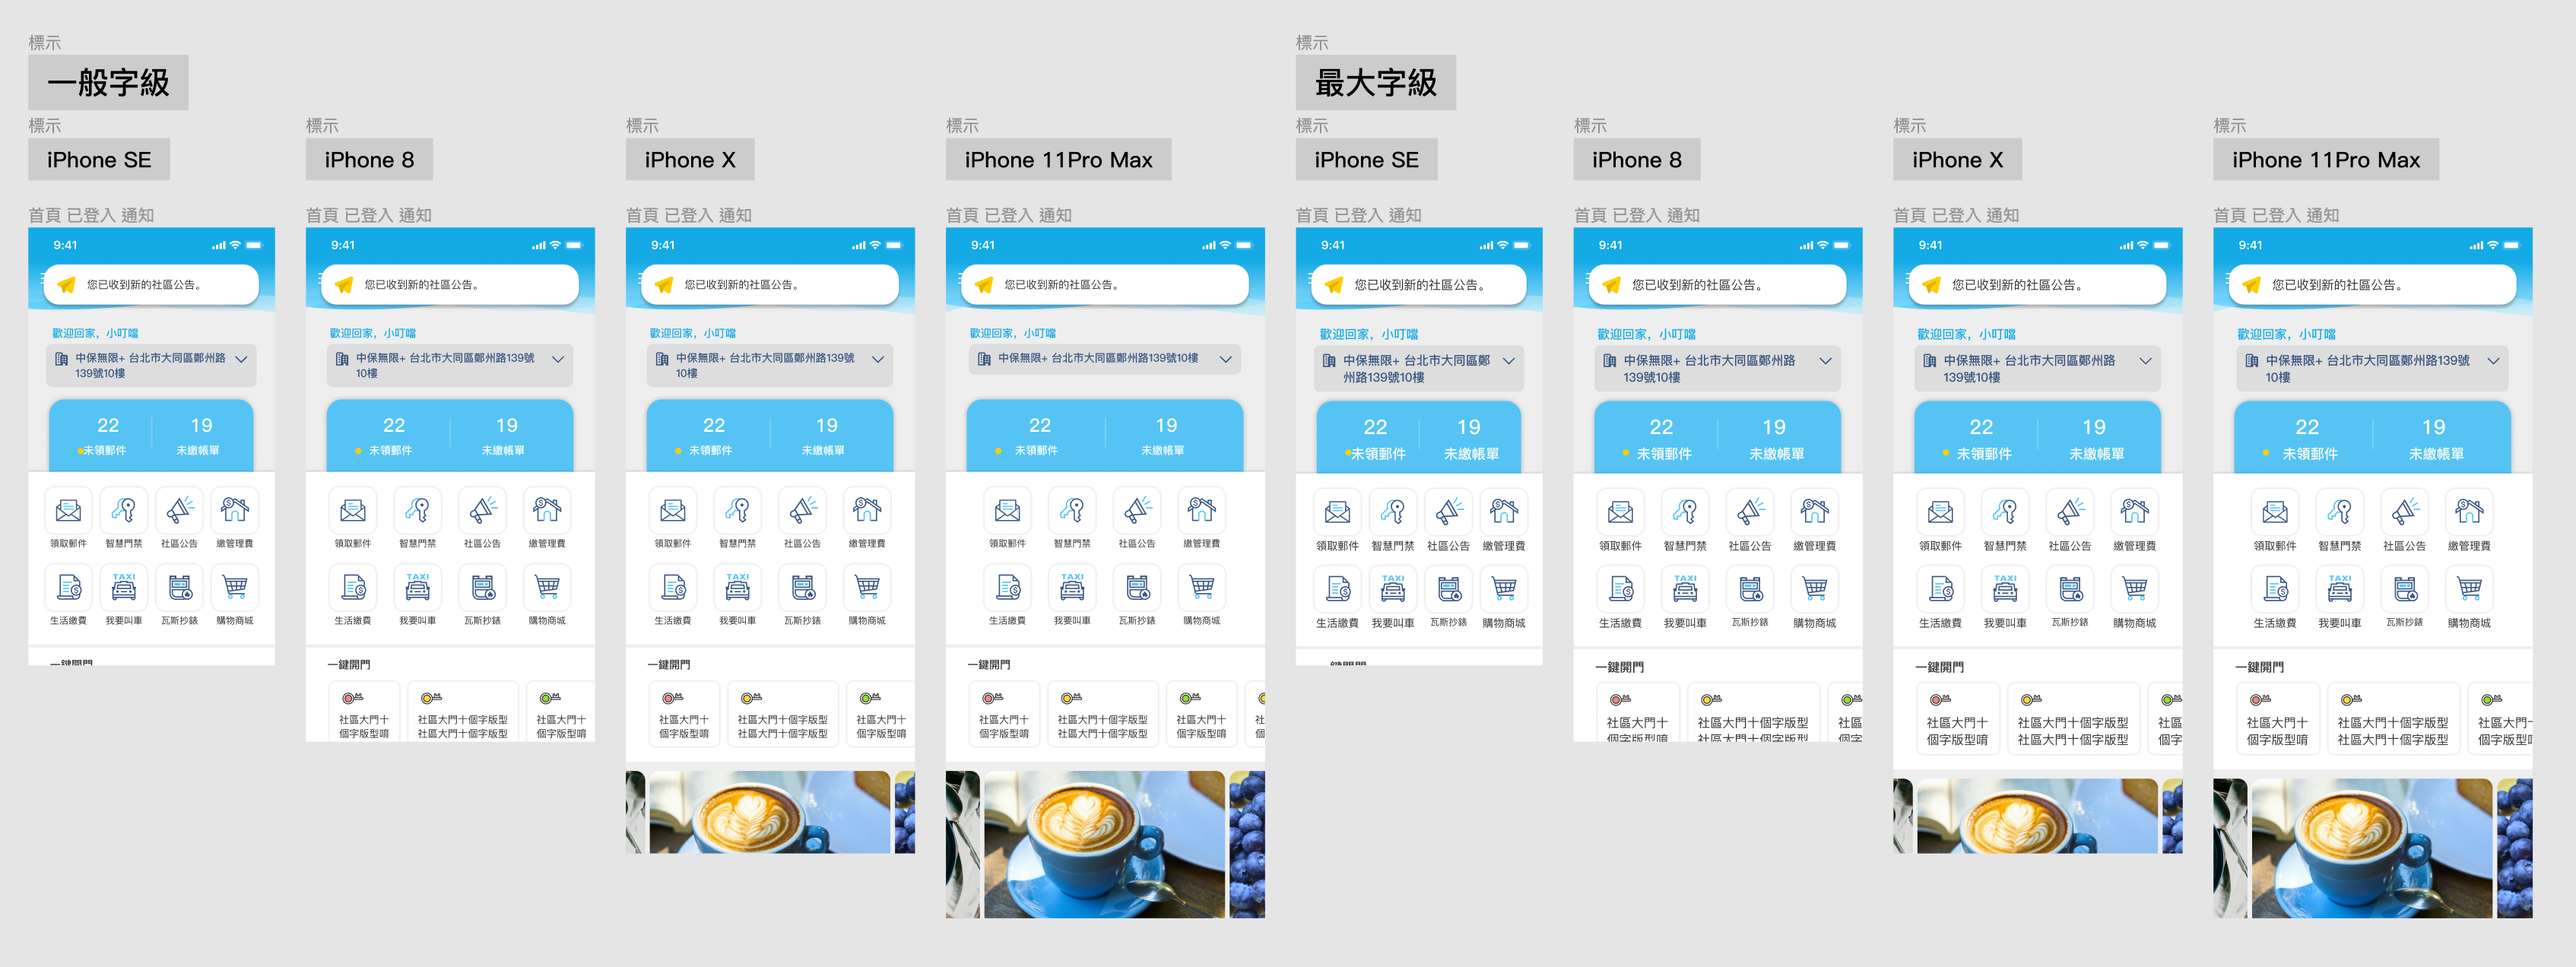 標示
一般字級
標示
iPhone SE
首頁 已登入 通知
9:41
您已收到新的社區公告。
歡迎回家，小叮噹
中保無限+ 台北市大同區鄭州路
139號10樓
22
19
未領郵件
未繳帳單
領取郵件
智慧門禁
社區公告
繳管理費
TAXI
生活繳費
我要叫車
瓦斯抄錶
購物商城
一鍵開門
標示
iPhone 8
首頁 已登入 通知
9:41
您已收到新的社區公告。
歡迎回家，小叮噹
中保無限+ 台北市大同區鄭州路139號
10樓
22
19
未領郵件
未繳帳單
領取郵件
智慧門禁
社區公告
繳管理費
TAXI
生活繳費
我要叫車
瓦斯抄錶
購物商城
一鍵開門
社區大門十
個字版型唷
社區大門十個字版型
社區大門十個字版型
社區大門十
個字版型唷
標示
iPhone X
首頁 已登入 通知
9:41
您已收到新的社區公告。
歡迎回家，小叮噹
中保無限+ 台北市大同區鄭州路139號
10樓
22
19
未領郵件
未繳帳單
領取郵件
智慧門禁
社區公告
繳管理費
TAXI
生活繳費
我要叫車
瓦斯抄錶
購物商城
一鍵開門
社區大門十
個字版型唷
社區大門十個字版型
社區大門十個字版型
社區大門十
個字版型唷
標示
iPhone 11Pro Max
首頁 已登入 通知
9:41
您已收到新的社區公告。
歡迎回家，小叮噹
中保無限+ 台北市大同區鄭州路139號10樓
22
19
未領郵件
未繳帳單
領取郵件
智慧門禁
社區公告
繳管理費
TAXI
生活繳費
我要叫車
瓦斯抄錶
購物商城
一鍵開門
社區大門十
個字版型唷
社區大門十個字版型
社區大門十個字版型
社區大門十
個字版型唷
社
個
標示
最大字級
標示
iPhone SE
首頁 已登入 通知
9:41
您已收到新的社區公告。
歡迎回家，小叮噹
中保無限+ 台北市大同區鄭
州路139號10樓
22
19
未領郵件
未繳帳單
領取郵件
智慧門禁
社區公告
繳管理費
TAXI
生活繳費
我要叫車
瓦斯抄錶
購物商城
標示
iPhone 8
首頁 已登入 通知
9:41
您已收到新的社區公告。
歡迎回家，小叮噹
中保無限+ 台北市大同區鄭州路
139號10樓
22
19
未領郵件
未繳帳單
領取郵件
智慧門禁
社區公告
繳管理費
TAXI
生活繳費
我要叫車
瓦斯抄錶
購物商城
一鍵開門
社區大門十
個字版型唷
社區大門十個字版型
社區大門十個字版型
社區
個字
標示
iPhone X
首頁 已登入 通知
9:41
您已收到新的社區公告。
歡迎回家，小叮噹
中保無限+ 台北市大同區鄭州路
139號10樓
22
19
未領郵件
未繳帳單
領取郵件
智慧門禁
社區公告
繳管理費
TAXI
生活繳費
我要叫車
瓦斯抄錶
購物商城
一鍵開門
社區大門十
個字版型唷
社區大門十個字版型
社區大門十個字版型
社區
個字
標示
iPhone 11Pro Max
首頁 已登入 通知
9:41
您已收到新的社區公告。
歡迎回家，小叮噹
中保無限+ 台北市大同區鄭州路139號
10樓
22
19
未領郵件
未繳帳單
領取郵件
智慧門禁
社區公告
繳管理費
TAXI
生活繳費
我要叫車
瓦斯抄錶
購物商城
一鍵開門
社區大門十
個字版型唷
社區大門十個字版型
社區大門十個字版型
社區大門十
個字版型唷